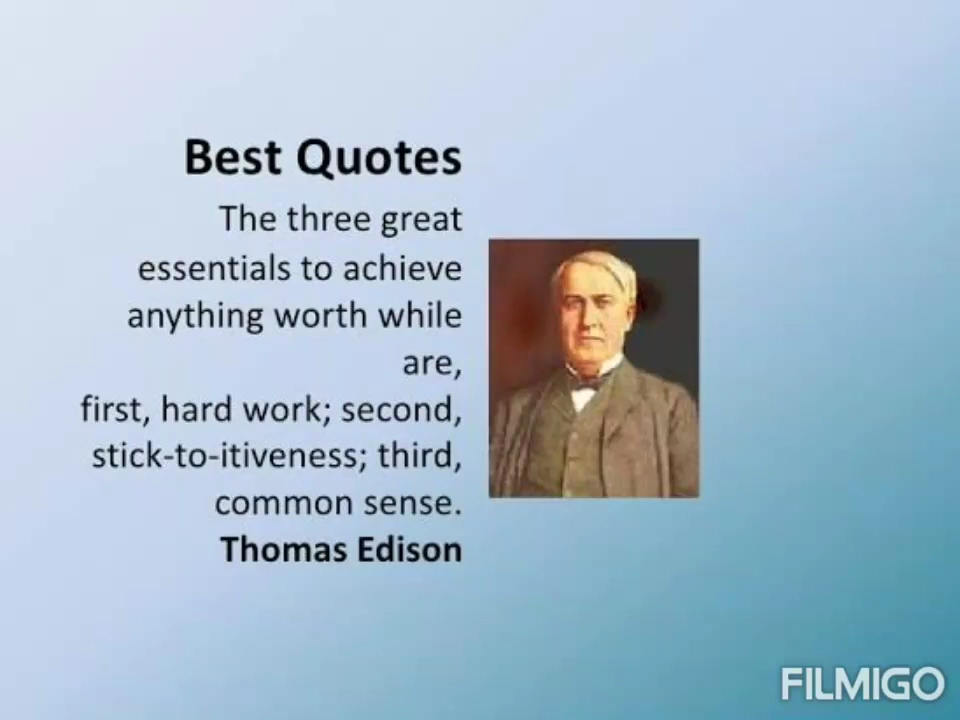 Best Quotes
The three great
essentials to achieve
anything worth while
are,
first, hard work; second,
stick-to-itiveness; third,
common sense.
Thomas Edison
FILMIGO